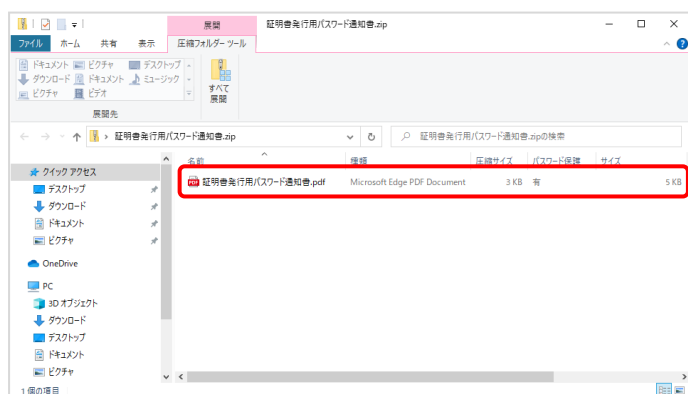 展開
証明書発行用パスワード通知書.zip
ファイル ホーム 共有 表示 圧縮フォルダー ツール
ドキュメント ピクチャ デスクトップ
ダウンロード ドキュメント ミュージック
ピクチャ ビデオ
すべて
展開
展開先
証明書発行用パスワード通知書.zip
証明書発行用パスワード通知書.zipの検索
名前 種類 圧縮サイズ パスワード保護 サイズ
証明書発行用パスワード通知書.pdf Microsoft Edge PDF Document 3 KB 有 5 KB
クイック アクセス
デスクトップ
ダウンロード
ドキュメント
ピクチャ
OneDrive
PC
3D オブジェクト
ダウンロード
デスクトップ
ドキュメント
ピクチャ
ビデオ
1 個の項目